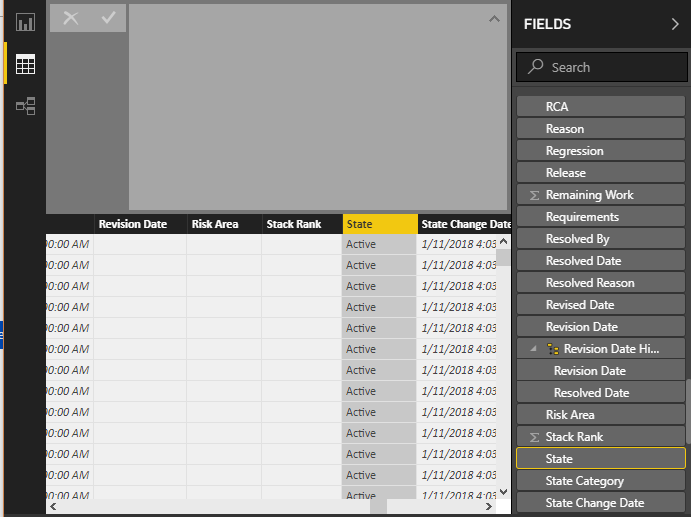 FIELDS
Search
RCA
Reason
Regression
Release
Remaining Work
Requirements
Resolved By
Resolved Date
Resolved Reason
Revised Date
Revision Date
Revision Date Hi...
Revision Date
Resolved Date
Risk Area
Stack Rank
State
State Category
State Change Date
Revision Date Risk Area Stack Rank State State Change Date
00:00 AM Active 1/11/2018 4:03
00:00 AM Active 1/11/2018 4:03
00:00 AM Active 1/11/2018 4:03
00:00 AM Active 1/11/2018 4:03
00:00 AM Active 1/11/2018 4:03
00:00 AM Active 1/11/2018 4:03
00:00 AM Active 1/11/2018 4:03
00:00 AM Active 1/11/2018 4:03
00:00 AM Active 1/11/2018 4:03
00:00 AM Active 1/11/2018 4:03
00:00 AM Active 1/11/2018 4:03
00:00 AM Active 1/11/2018 4:03
00:00 AM Active 1/11/2018 4:03